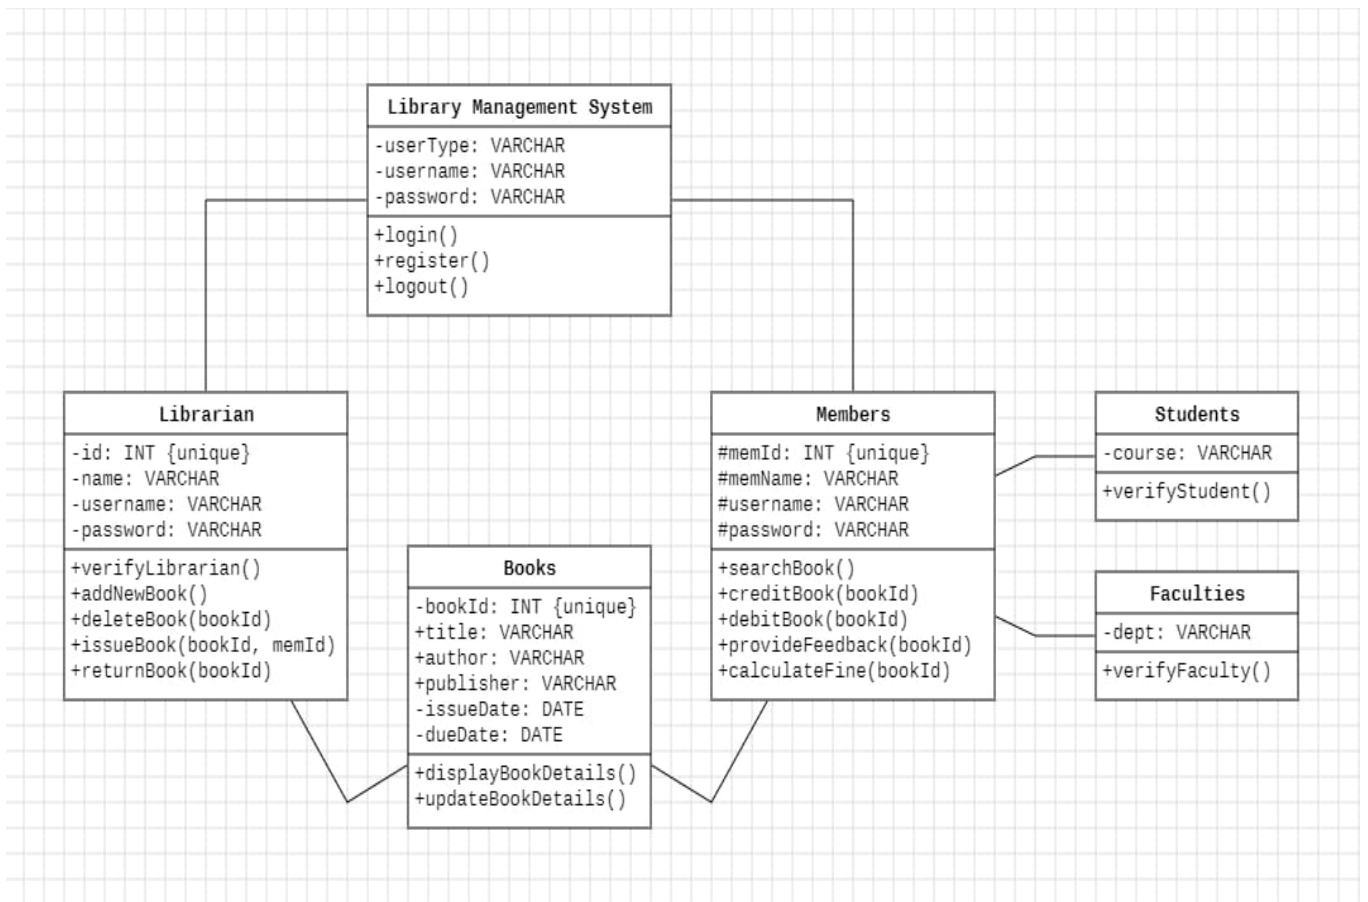 Library Management System
-userType: VARCHAR
-username: VARCHAR
-password: VARCHAR
+login()
+register()
+logout()
Librarian
-id: INT {unique}
-name: VARCHAR
-username: VARCHAR
-password: VARCHAR
+verifyLibrarian()
+addNewBook()
+deleteBook(bookId)
+issueBook(bookId, memId)
+returnBook(bookId)
Books
-bookId: INT {unique}
+title: VARCHAR
+author: VARCHAR
+publisher: VARCHAR
-issueDate: DATE
-dueDate: DATE
+displayBookDetails()
+updateBookDetails()
Members
#memId: INT {unique}
#memName: VARCHAR
#username: VARCHAR
#password: VARCHAR
+searchBook()
+creditBook(bookId)
+debitBook(bookId)
+provideFeedback(bookId)
+calculateFine(bookId)
Students
-course: VARCHAR
+verifyStudent()
Faculties
-dept: VARCHAR
+verifyFaculty()